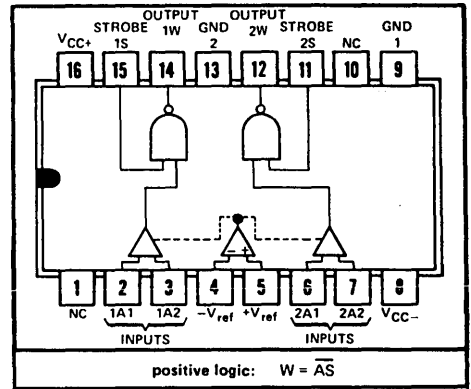 OUTPUT GND OUTPUT GND
STROBE 1W 2 2W STROBE 1
VCC+ 1S 2S NC
16 15 14 13 12 11 10 9
- +
1 2 3 4 5 6 7 8
NC 1A1 1A2 −Vref +Vref 2A1 2A2 VCC−
INPUTS INPUTS
positive logic: W = A̅S̅